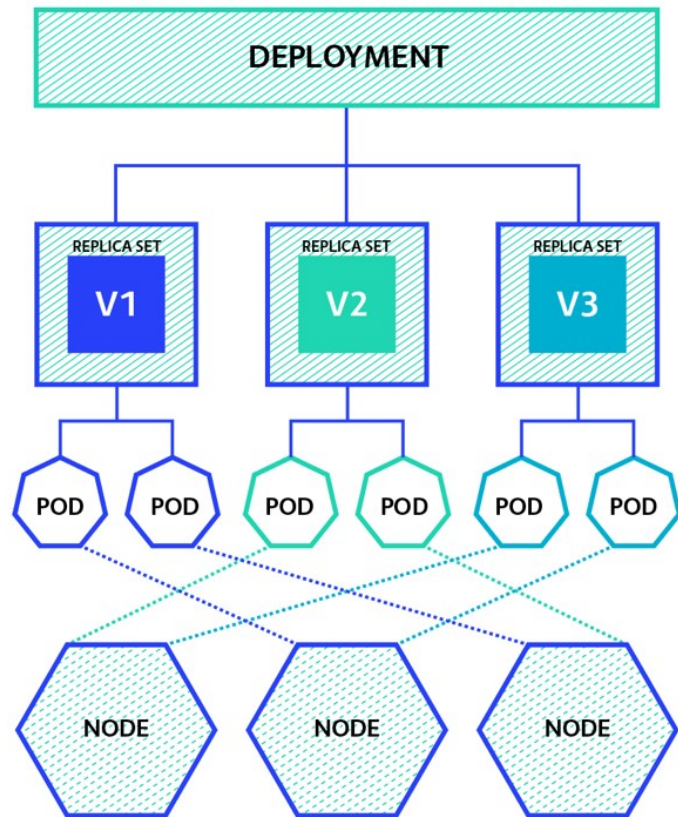 DEPLOYMENT
REPLICA SET
V1
REPLICA SET
V2
REPLICA SET
V3
POD
POD
POD
POD
POD
POD
NODE
NODE
NODE